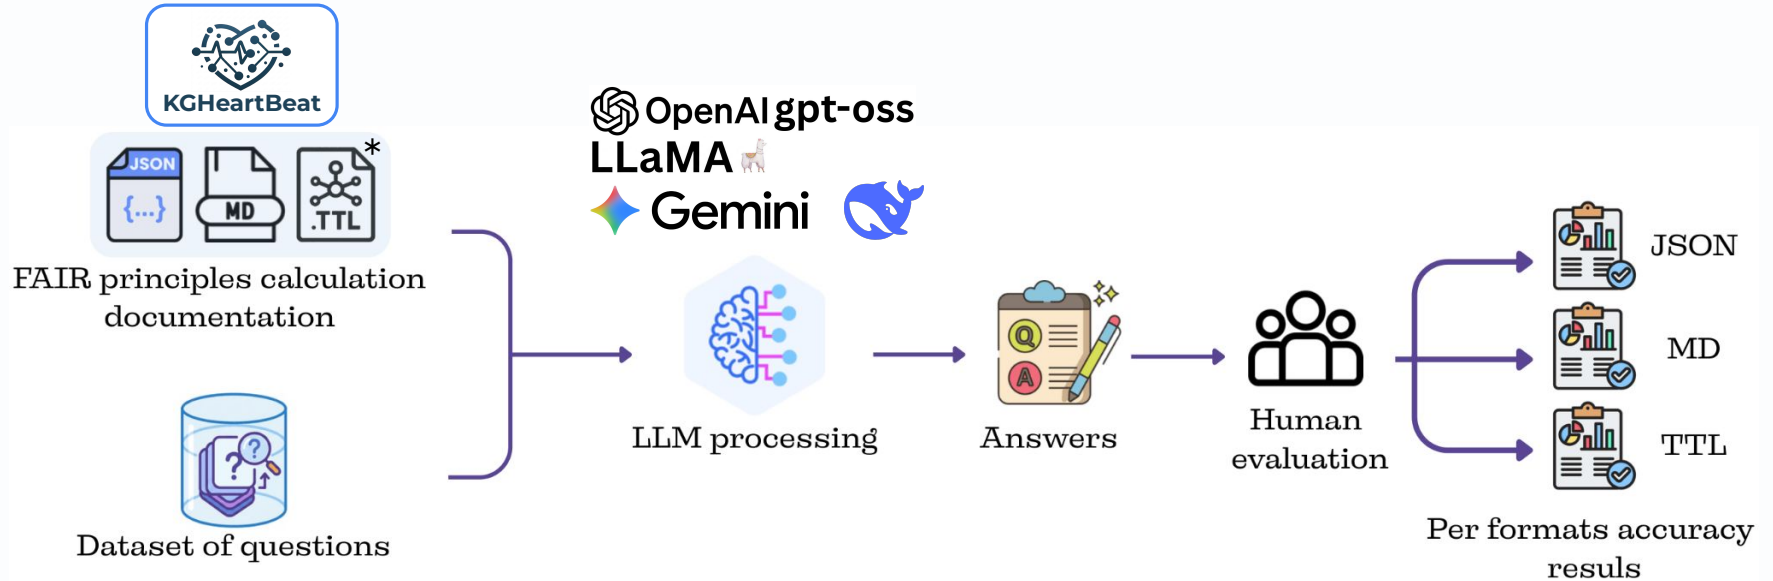 KGHeartBeat
JSON
{...}
MD
.TTL
*
FAIR principles calculation
documentation
?
?
Dataset of questions
OpenAI gpt-oss
LLaMA
Gemini
LLM processing
Q
A
Answers
Human
evaluation
JSON
MD
TTL
Per formats accuracy
resuls